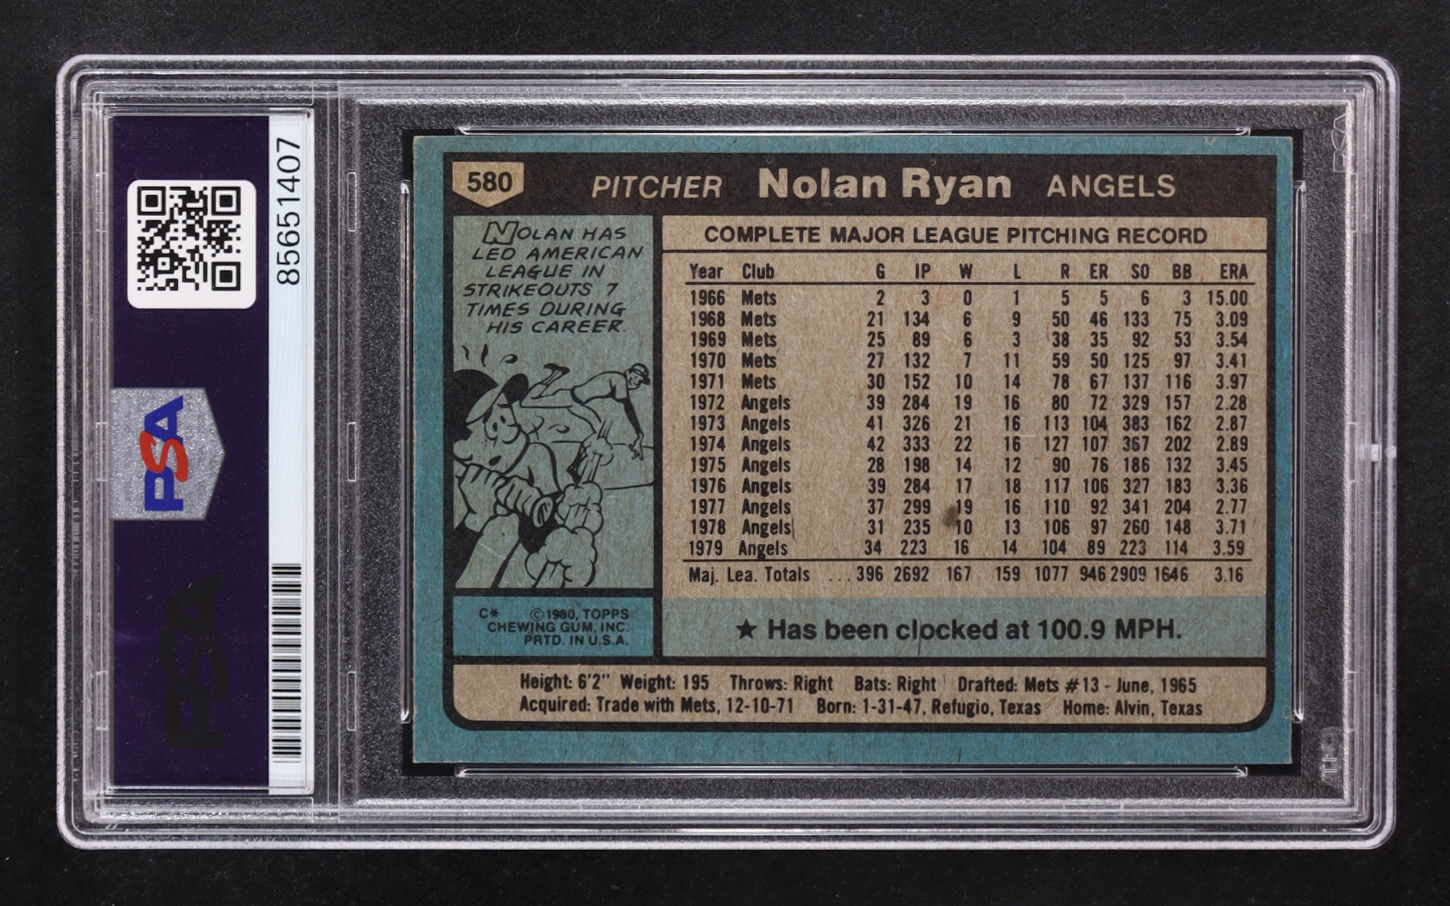 85651407
PSA
PSA
580 PITCHER Nolan Ryan ANGELS
NOLAN HAS
LED AMERICAN
LEAGUE IN
STRIKEOUTS 7
TIMES DURING
HIS CAREER.
C* ©1980, TOPPS
CHEWING GUM, INC.
PRTD. IN U.S.A.
COMPLETE MAJOR LEAGUE PITCHING RECORD
Year Club G IP W L R ER SO BB ERA
1966 Mets 2 3 0 1 5 5 6 3 15.00
1968 Mets 21 134 6 9 50 46 133 75 3.09
1969 Mets 25 89 6 3 38 35 92 53 3.54
1970 Mets 27 132 7 11 59 50 125 97 3.41
1971 Mets 30 152 10 14 78 67 137 116 3.97
1972 Angels 39 284 19 16 80 72 329 157 2.28
1973 Angels 41 326 21 16 113 104 383 162 2.87
1974 Angels 42 333 22 16 127 107 367 202 2.89
1975 Angels 28 198 14 12 90 76 186 132 3.45
1976 Angels 39 284 17 18 117 106 327 183 3.36
1977 Angels 37 299 19 16 110 92 341 204 2.77
1978 Angels 31 235 10 13 106 97 260 148 3.71
1979 Angels 34 223 16 14 104 89 223 114 3.59
Maj. Lea. Totals ...396 2692 167 159 1077 946 2909 1646 3.16
★ Has been clocked at 100.9 MPH.
Height: 6'2" Weight: 195 Throws: Right Bats: Right Drafted: Mets #13 - June, 1965
Acquired: Trade with Mets, 12-10-71 Born: 1-31-47, Refugio, Texas Home: Alvin, Texas
PSA